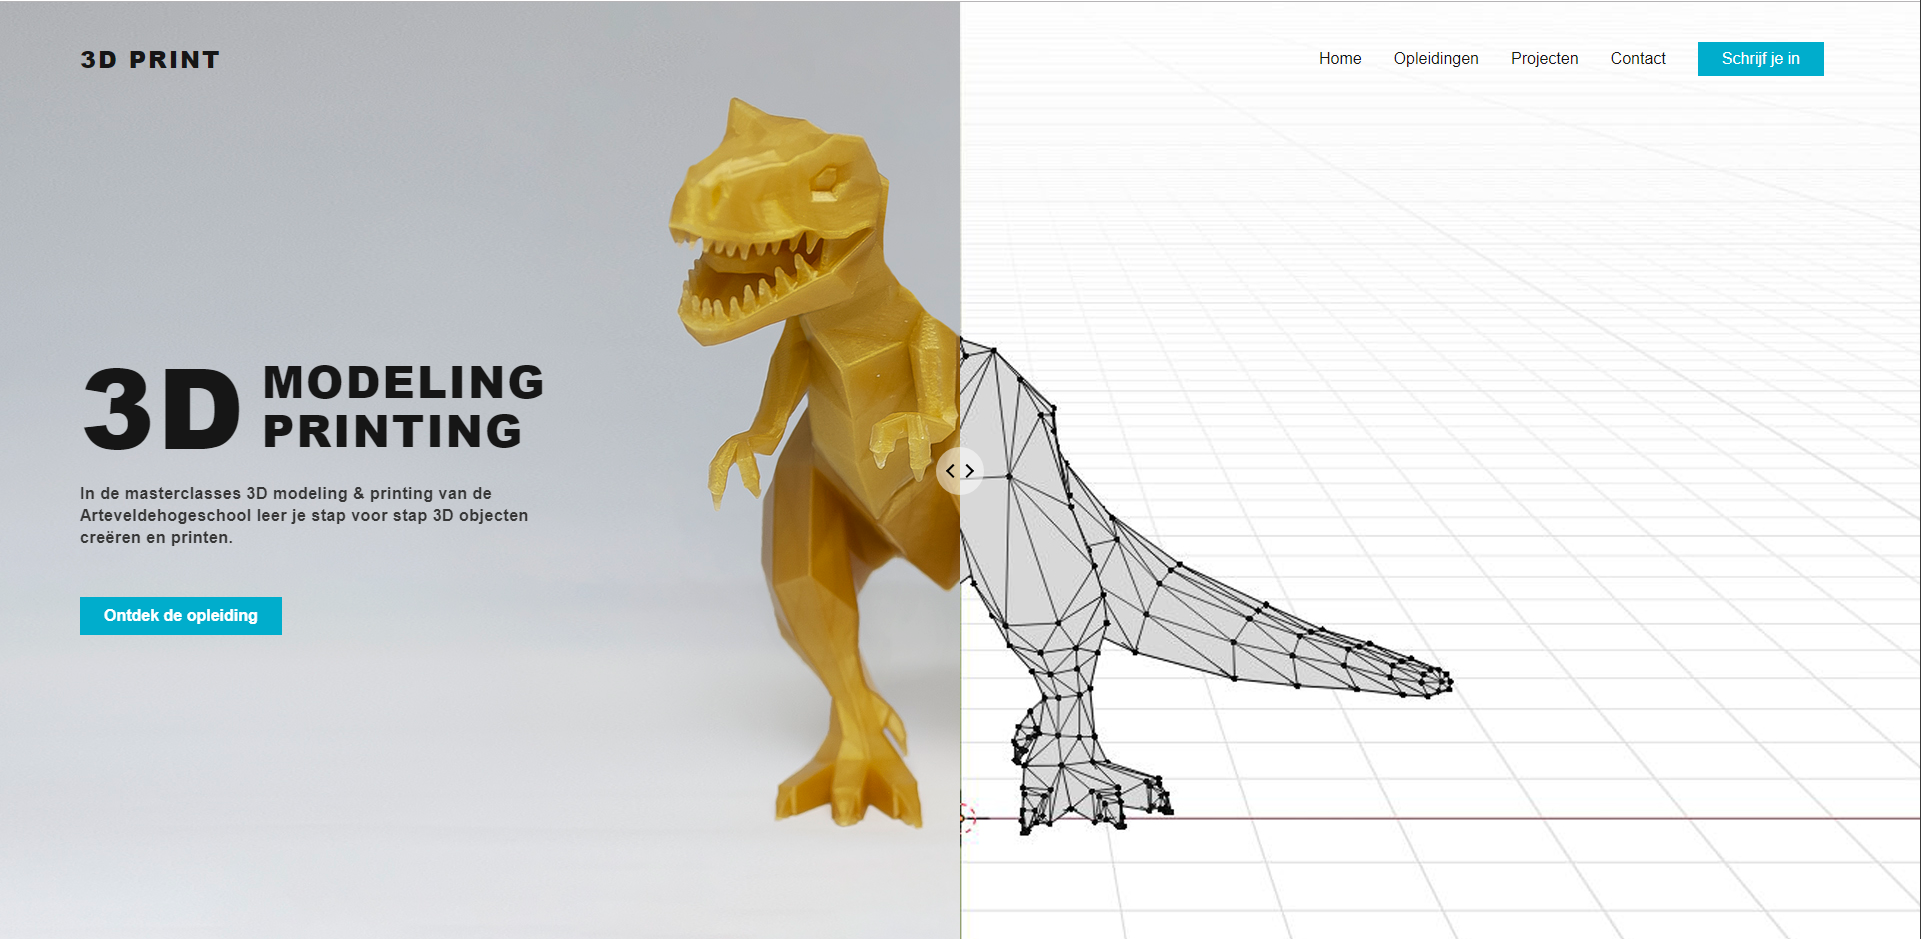 3D PRINT
Home
Opleidingen
Projecten
Contact
Schrijf je in
3D
MODELING
PRINTING
In de masterclasses 3D modeling & printing van de
Arteveldehogeschool leer je stap voor stap 3D objecten
creëren en printen.
Ontdek de opleiding